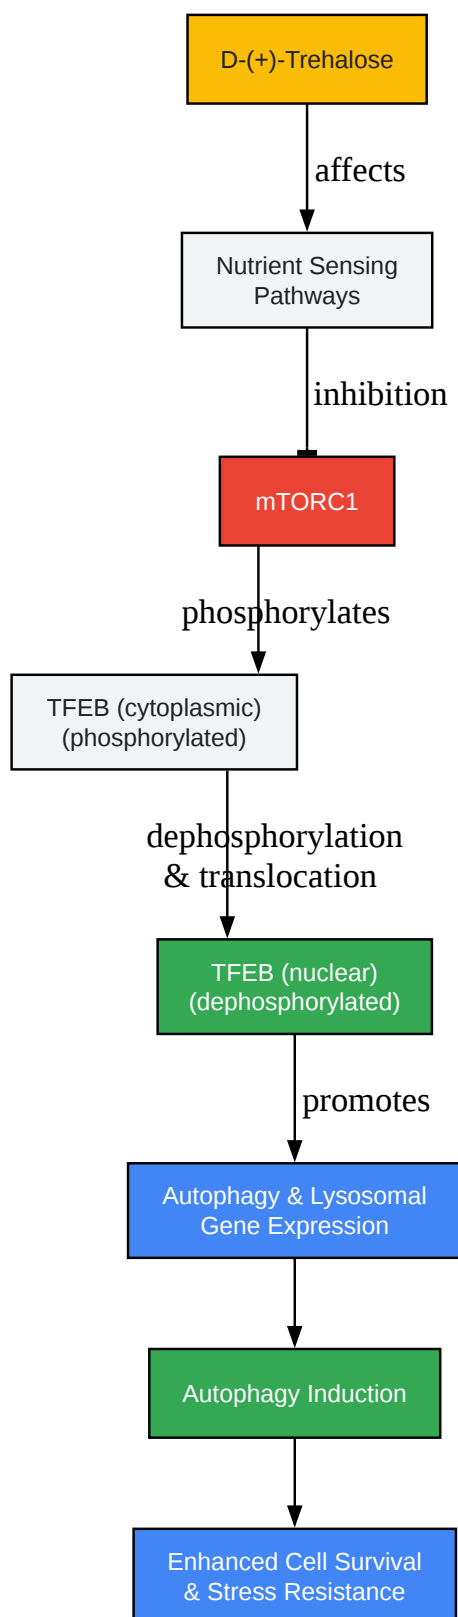 D-(+)-Trehalose
affects
Nutrient Sensing
Pathways
inhibition
mTORC1
phosphorylates
TFEB (cytoplasmic)
(phosphorylated)
dephosphorylation
& translocation
TFEB (nuclear)
(dephosphorylated)
promotes
Autophagy & Lysosomal
Gene Expression
Autophagy Induction
Enhanced Cell Survival
& Stress Resistance